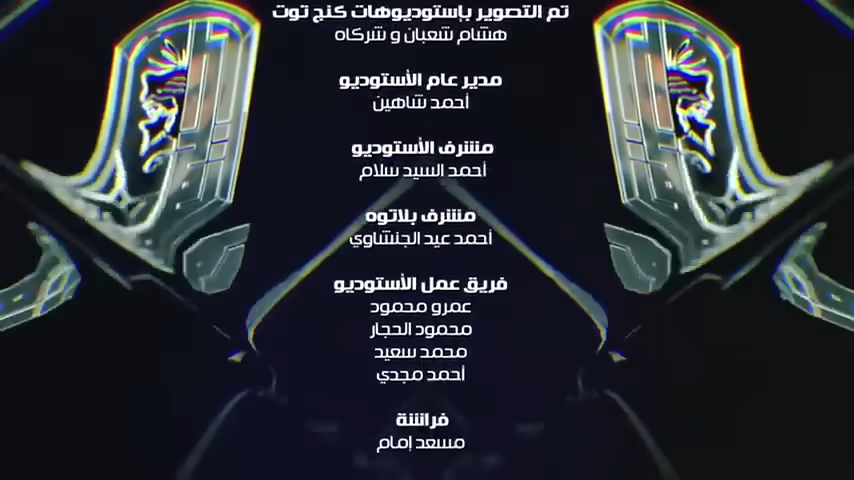 تم التصوير بإستوديوهات كنج توت
هشام شعبان و شركاه
مدير عام الأستوديو
أحمد شاهين
مشرف الأستوديو
أحمد السيد سلام
مشرف بلاتوه
أحمد عيد الجنشاوي
فريق عمل الأستوديو
عمرو محمود
محمود الحجار
محمد سعيد
أحمد مجدي
فراشة
مسعد إمام